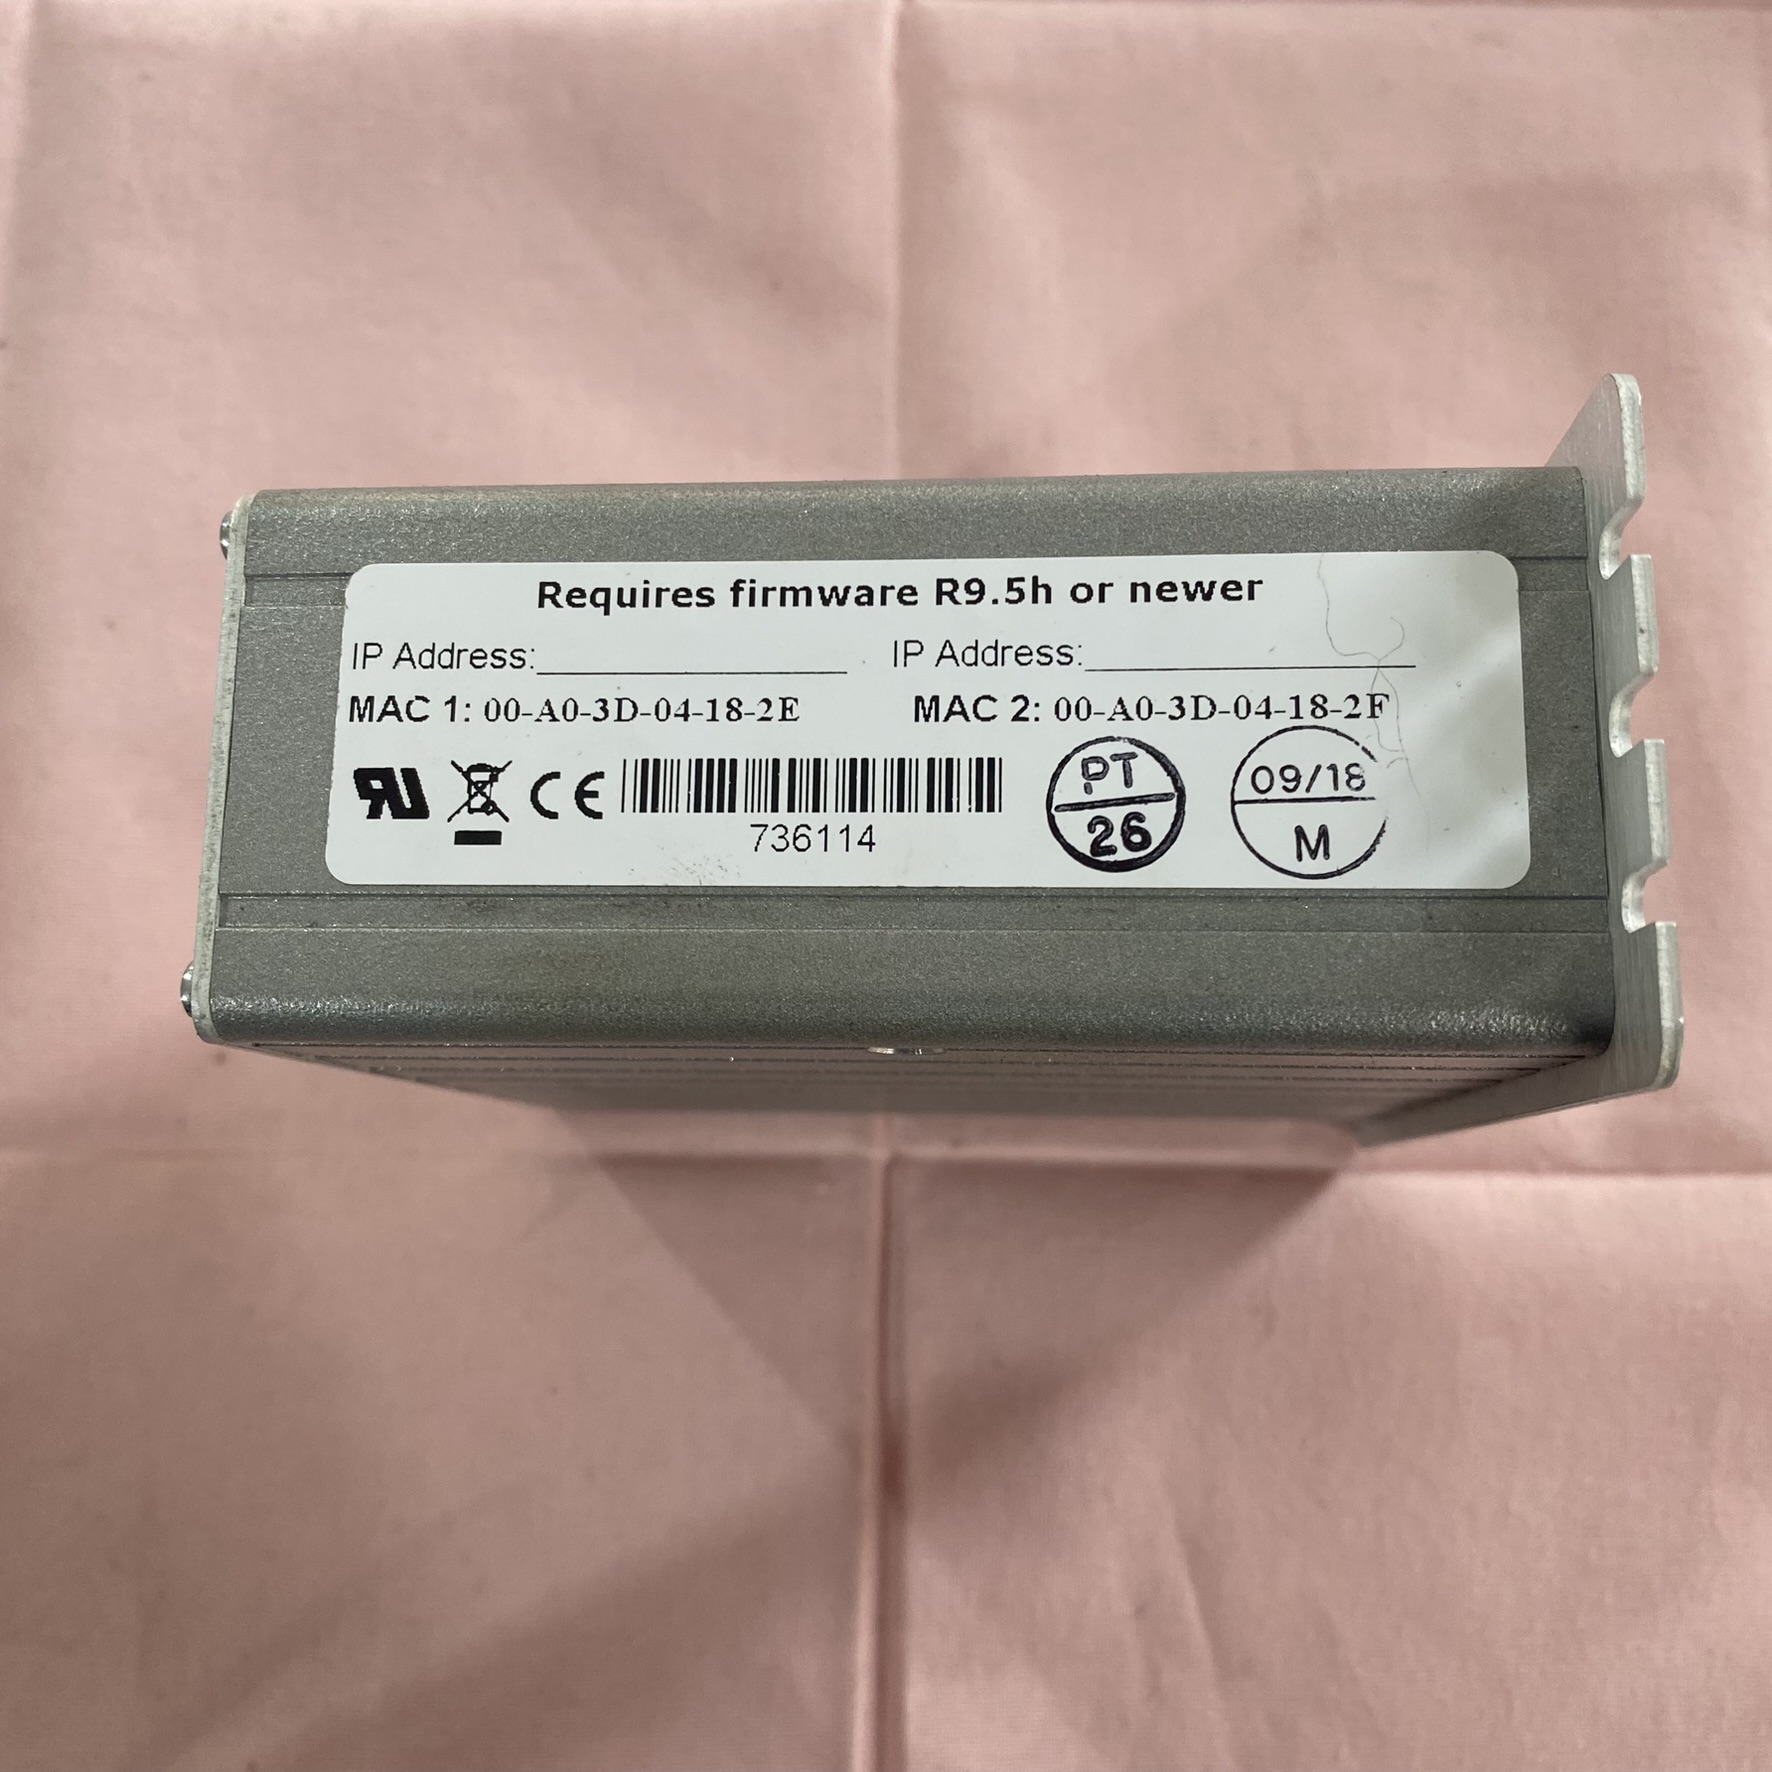 Requires firmware R9.5h or newer
IP Address: IP Address:
MAC 1: 00-A0-3D-04-18-2E MAC 2: 00-A0-3D-04-18-2F
CE
736114
PT
26
09/18
M